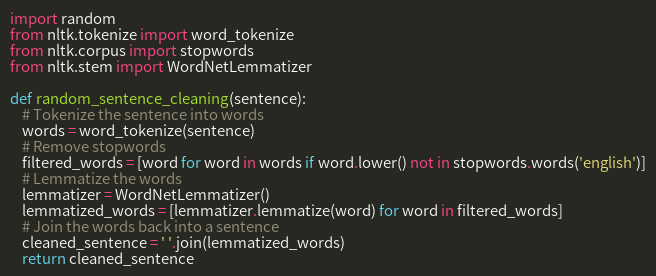 import random
from nltk.tokenize import word_tokenize
from nltk.corpus import stopwords
from nltk.stem import WordNetLemmatizer

def random_sentence_cleaning(sentence):
    # Tokenize the sentence into words
    words = word_tokenize(sentence)
    # Remove stopwords
    filtered_words = [word for word in words if word.lower() not in stopwords.words('english')]
    # Lemmatize the words
    lemmatizer = WordNetLemmatizer()
    lemmatized_words = [lemmatizer.lemmatize(word) for word in filtered_words]
    # Join the words back into a sentence
    cleaned_sentence = ' '.join(lemmatized_words)
    return cleaned_sentence